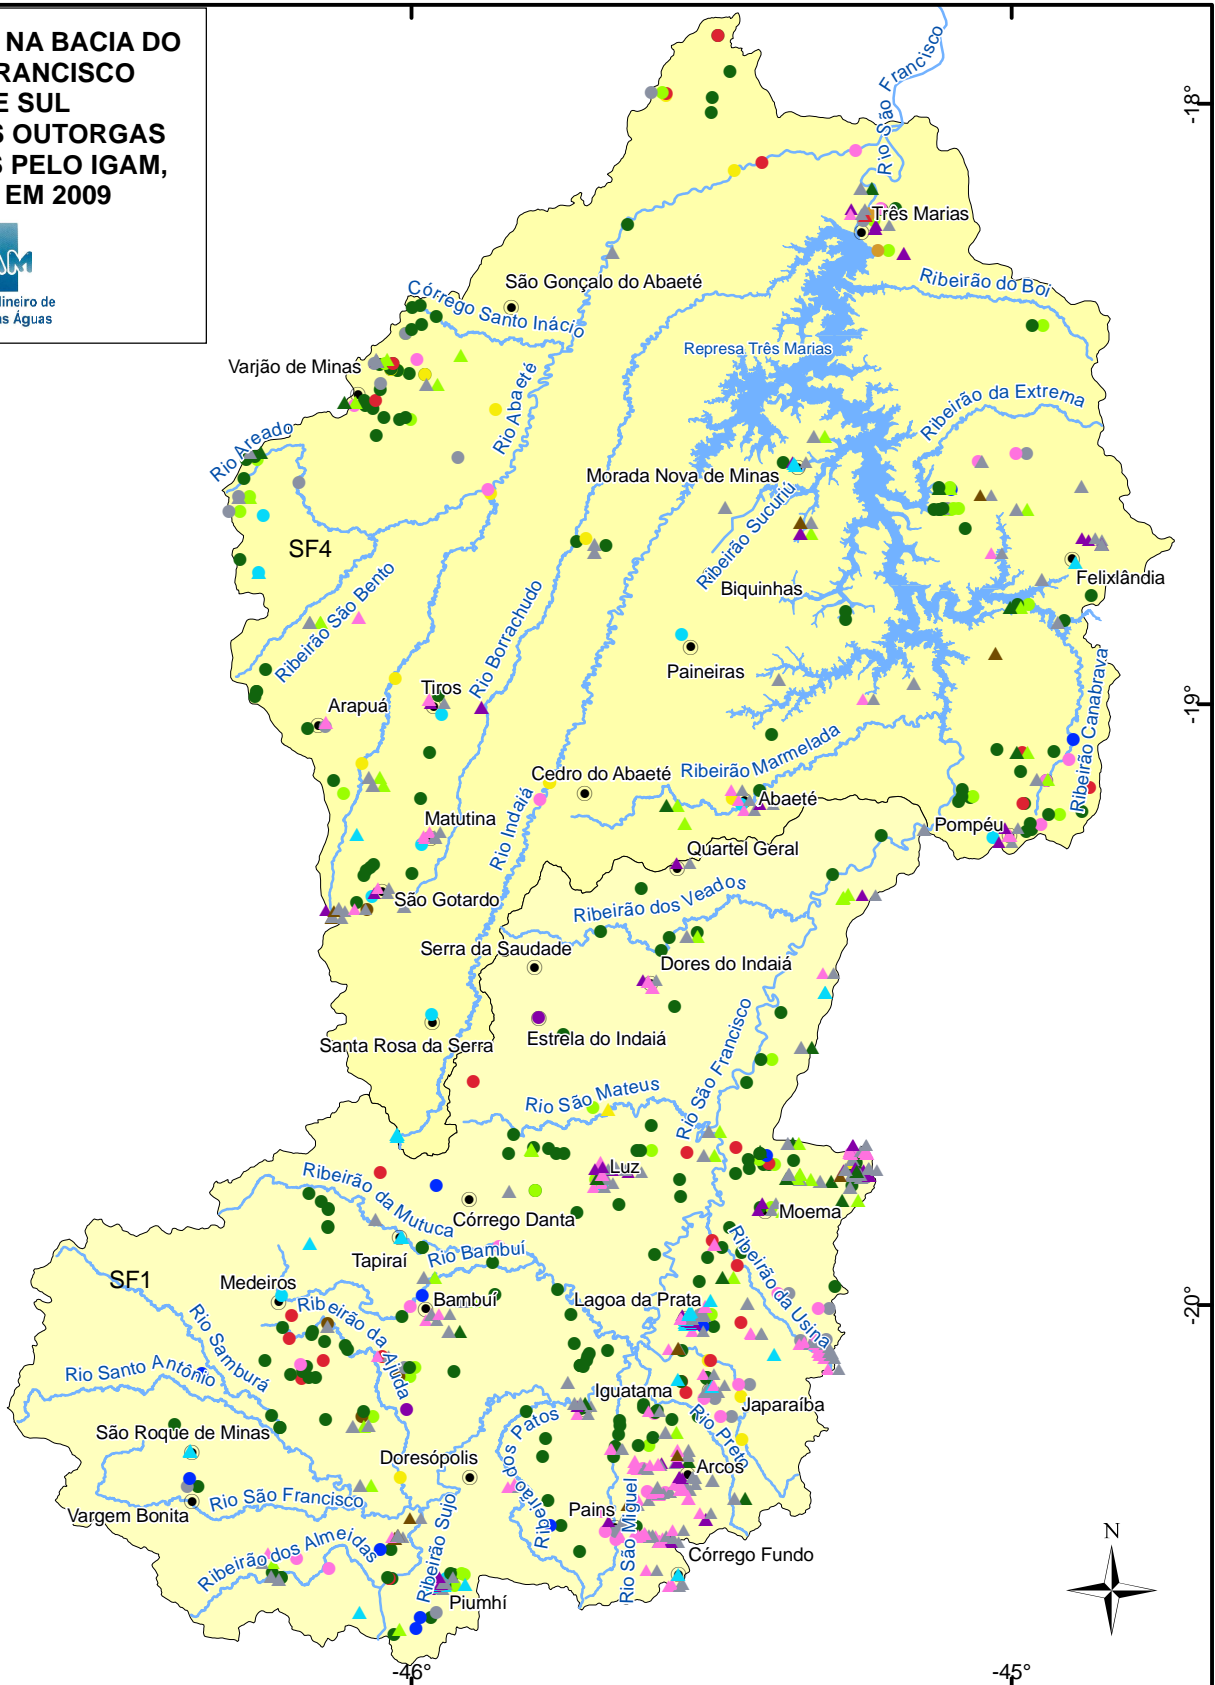 NA BACIA DO
RANCISCO
E SUL
S OUTORGAS
S PELO IGAM,
EM 2009
AM
ineiro de
as Águas
-18°
Rio São Francisco
Três Marias
Ribeirão do Boi
São Gonçalo do Abaeté
Córrego Santo Inácio
Represa Três Marias
Varjão de Minas
Rio Abaeté
Ribeirão da Extrema
Rio Areado
Morada Nova de Minas
Ribeirão Sucuriú
SF4
Felixlândia
Biquinhas
Ribeirão São Bento
Rio Borrachudo
Paineiras
Tiros
Arapuá
-19°
Ribeirão Canabrava
Ribeirão Marmelada
Cedro do Abaeté
Abaeté
Rio Indaiá
Matutina
Pompéu
Quartel Geral
São Gotardo
Ribeirão dos Veados
Serra da Saudade
Dores do Indaiá
Estrela do Indaiá
Santa Rosa da Serra
Rio São Francisco
Rio São Mateus
Luz
Ribeirão da Mutuca
Córrego Danta
Moema
Tapiraí
Rio Bambuí
Ribeirão da Usina
SF1
Medeiros
Bambuí
Lagoa da Prata
-20°
Ribeirão da Ajuda
Rio Samburá
Rio Santo Antônio
Iguatama
Japaraíba
São Roque de Minas
Ribeirão dos Patos
Rio Preto
Doresópolis
Arcos
Rio São Francisco
Vargem Bonita
Pains
Rio São Miguel
Ribeirão Sujo
Ribeirão dos Almeidas
Córrego Fundo
Piumhí
N
-46°
-45°